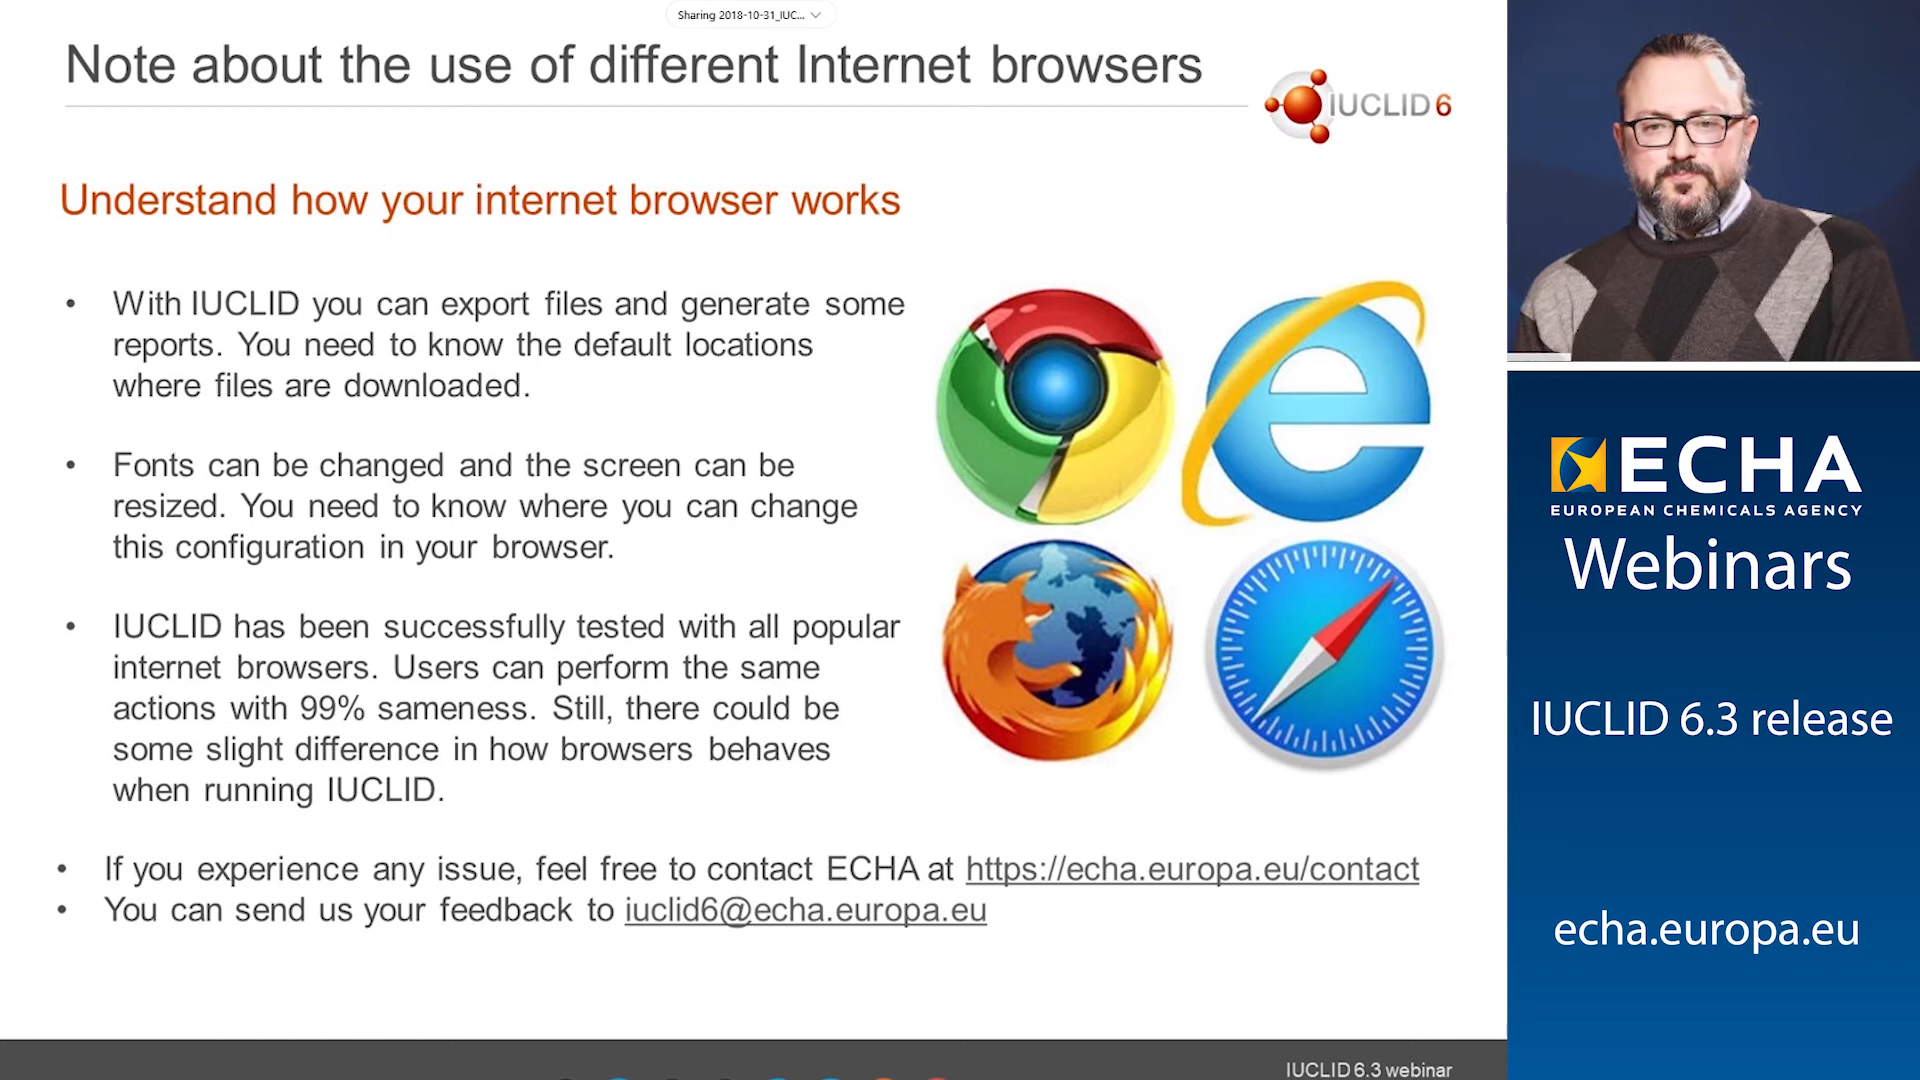 Sharing 2018-10-31_IUC...
Note about the use of different Internet browsers
IUCLID 6
Understand how your internet browser works
• With IUCLID you can export files and generate some
reports. You need to know the default locations
where files are downloaded.
• Fonts can be changed and the screen can be
resized. You need to know where you can change
this configuration in your browser.
• IUCLID has been successfully tested with all popular
internet browsers. Users can perform the same
actions with 99% sameness. Still, there could be
some slight difference in how browsers behaves
when running IUCLID.
• If you experience any issue, feel free to contact ECHA at https://echa.europa.eu/contact
• You can send us your feedback to iuclid6@echa.europa.eu
IUCLID 6.3 webinar
ECHA
EUROPEAN CHEMICALS AGENCY
Webinars
IUCLID 6.3 release
echa.europa.eu